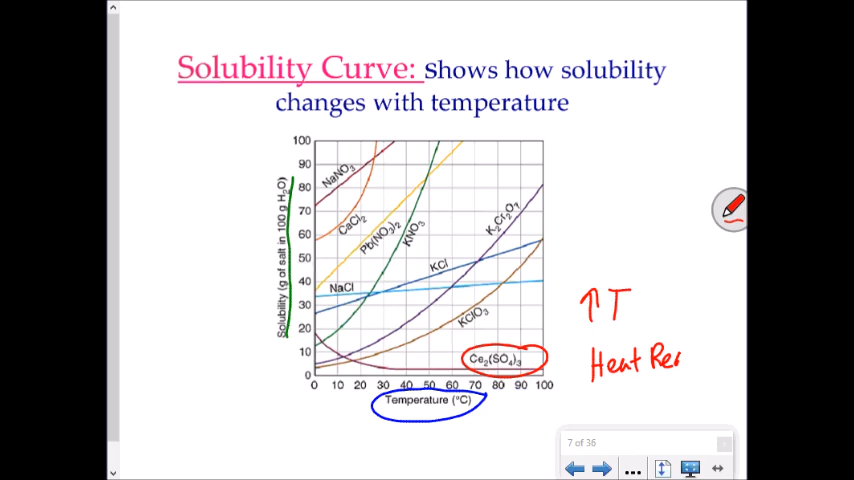 Solubility Curve: Shows how solubility
changes with temperature
Solubility (g of salt in 100 g H₂O)
100
90
80
70
60
50
40
30
20
10
0
NaNO₃
CaCl₂
Pb(NO₃)₂
KNO₃
K₂Cr₂O₇
KCl
NaCl
KClO₃
Ce₂(SO₄)₃
0 10 20 30 40 50 60 70 80 90 100
Temperature (°C)
↑ T
Heat Rel
7 of 36